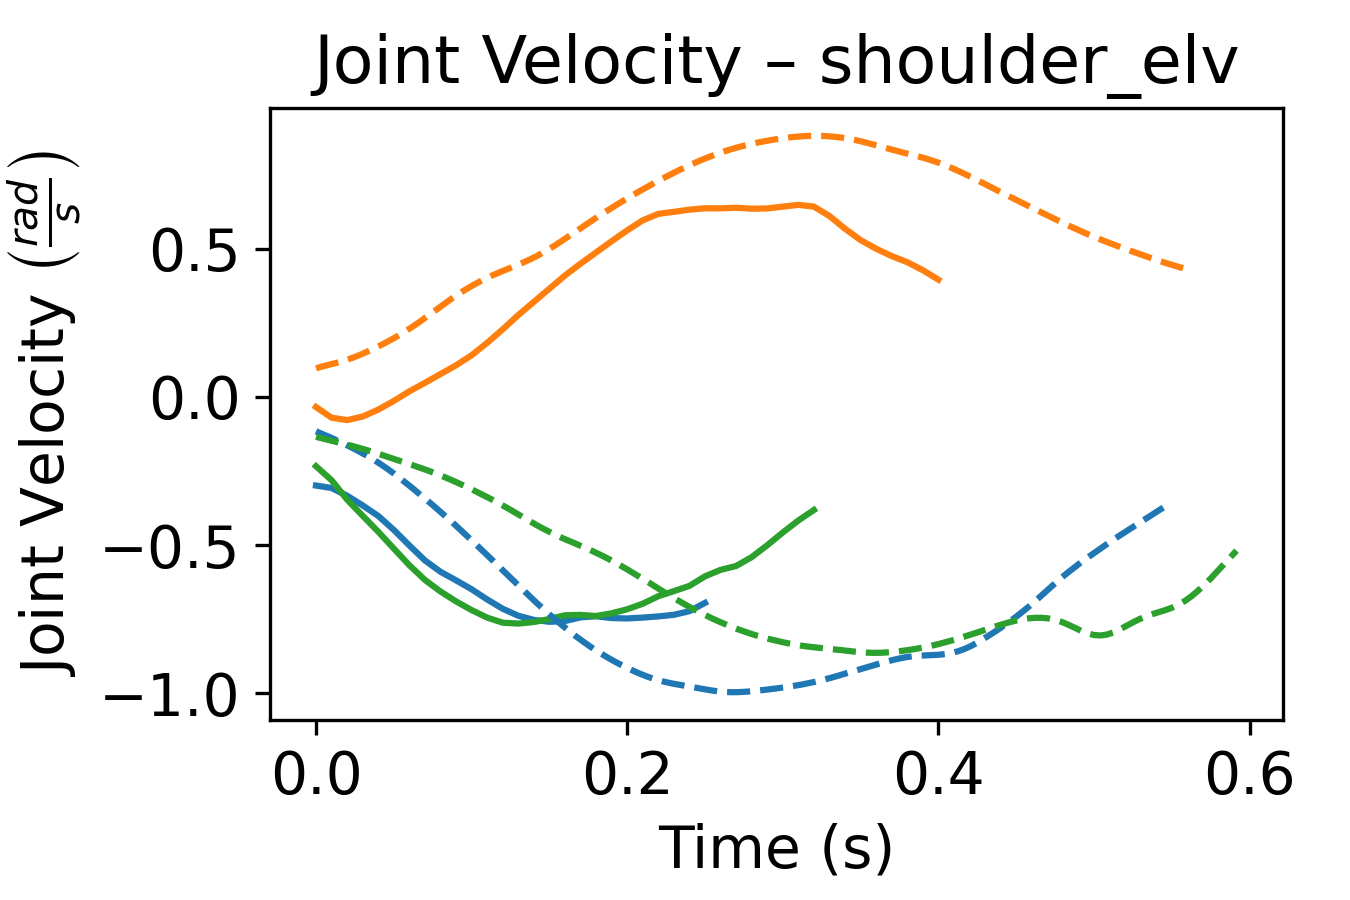 Joint Velocity – shoulder_elv
Joint Velocity (rad/s)
0.5
0.0
−0.5
−1.0
0.0 0.2 0.4 0.6
Time (s)